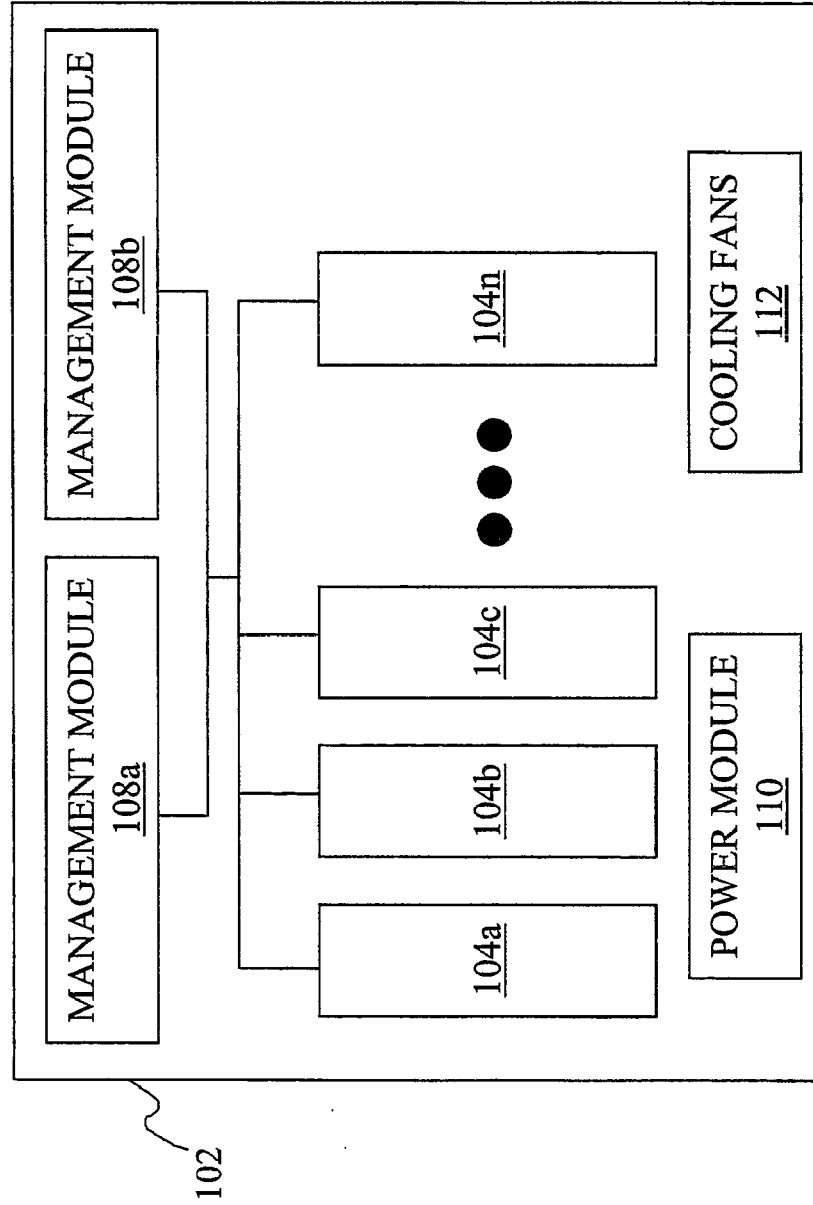 MANAGEMENT MODULE
108a
MANAGEMENT MODULE
108b
104a
104b
104c
104n
POWER MODULE
110
COOLING FANS
112
102